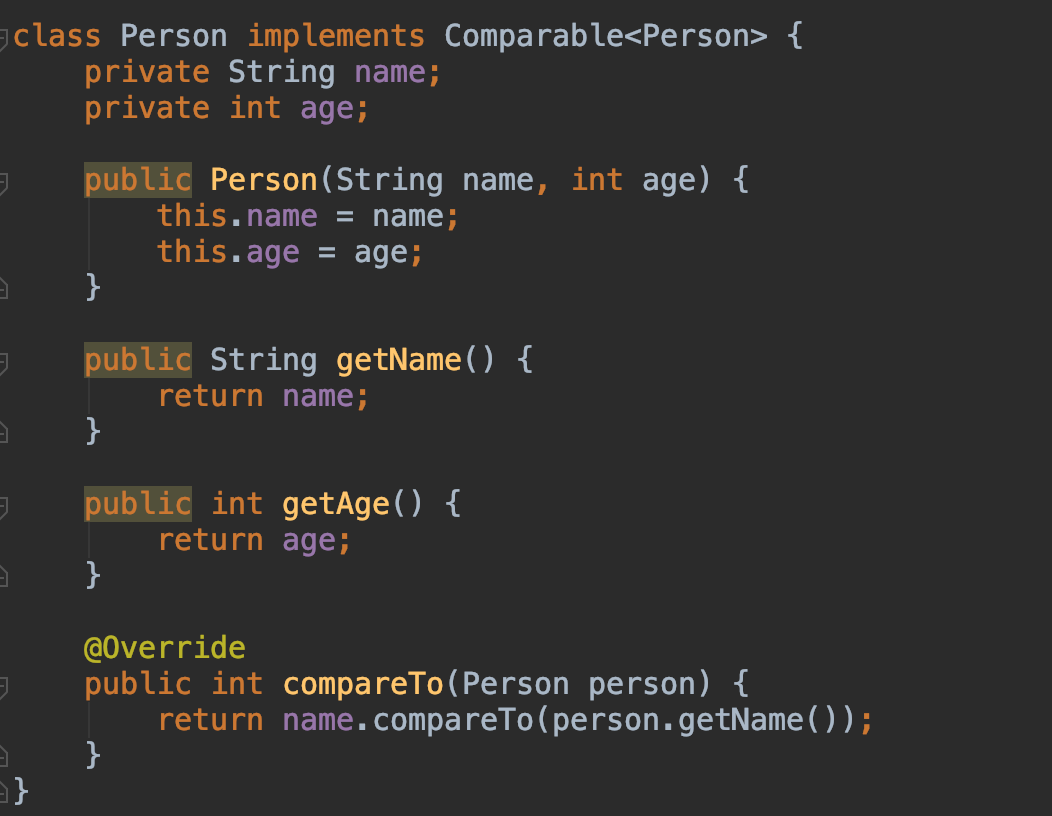 class Person implements Comparable<Person> {
    private String name;
    private int age;

    public Person(String name, int age) {
        this.name = name;
        this.age = age;
    }

    public String getName() {
        return name;
    }

    public int getAge() {
        return age;
    }

    @Override
    public int compareTo(Person person) {
        return name.compareTo(person.getName());
    }
}